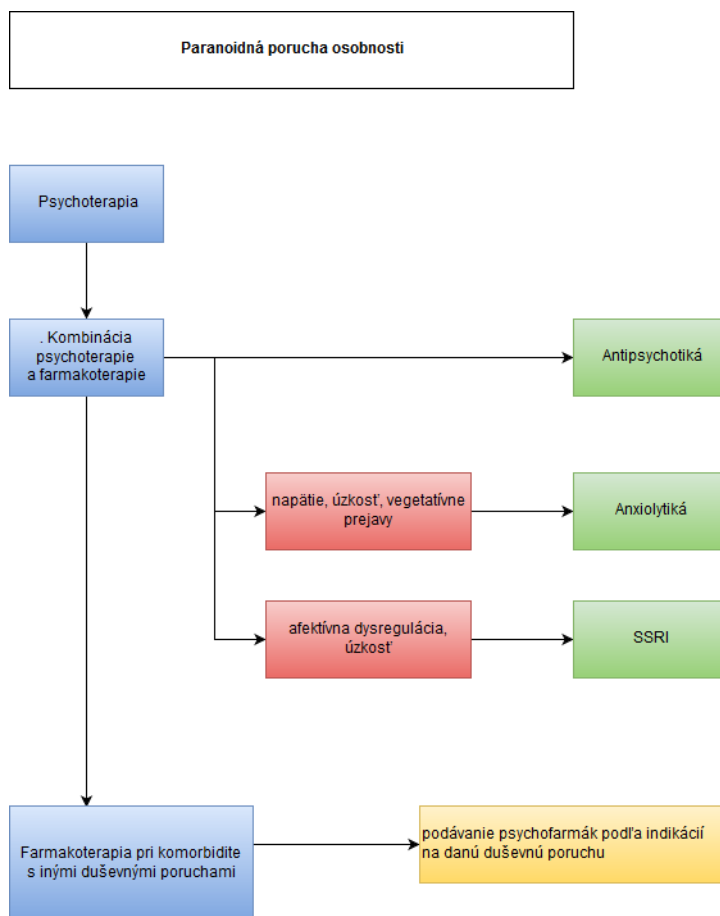 Paranoidná porucha osobnosti
Psychoterapia
. Kombinácia
psychoterapie
a farmakoterapie
Antipsychotiká
napätie, úzkosť, vegetatívne
prejavy
Anxiolytiká
afektívna dysregulácia,
úzkosť
SSRI
Farmakoterapia pri komorbidite
s inými duševnými poruchami
podávanie psychofarmák podľa indikácií
na danú duševnú poruchu